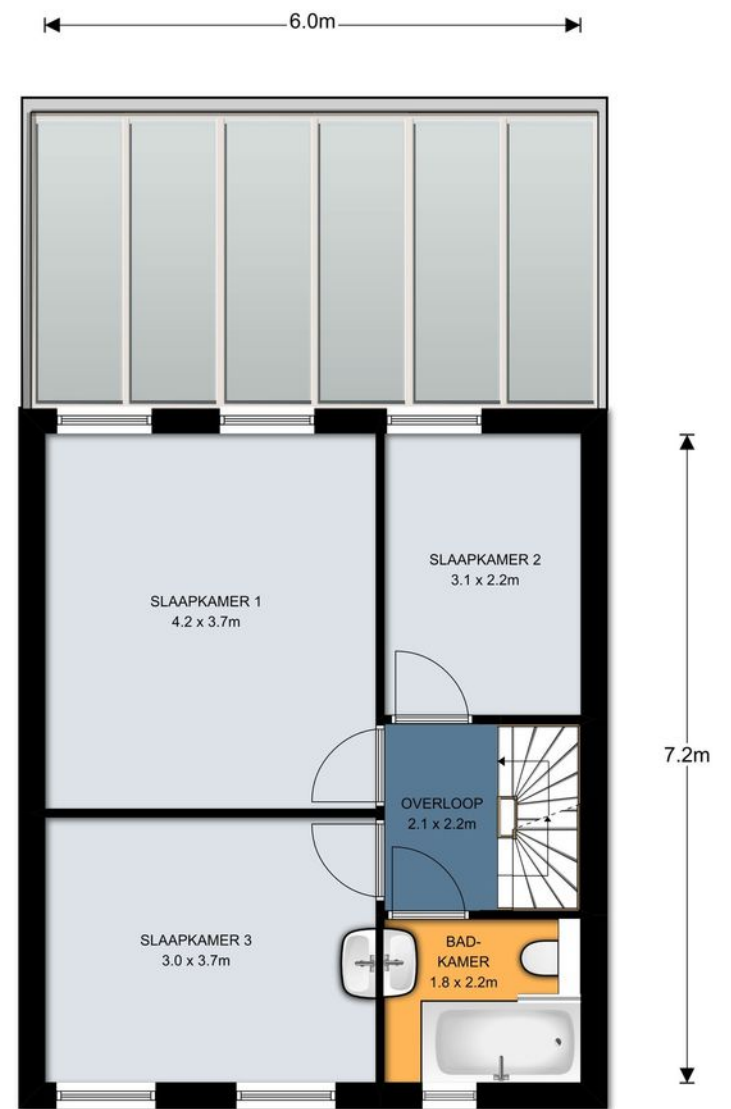 6.0m
SLAAPKAMER 2
3.1 x 2.2m
SLAAPKAMER 1
4.2 x 3.7m
7.2m
OVERLOOP
2.1 x 2.2m
SLAAPKAMER 3
3.0 x 3.7m
BAD-
KAMER
1.8 x 2.2m